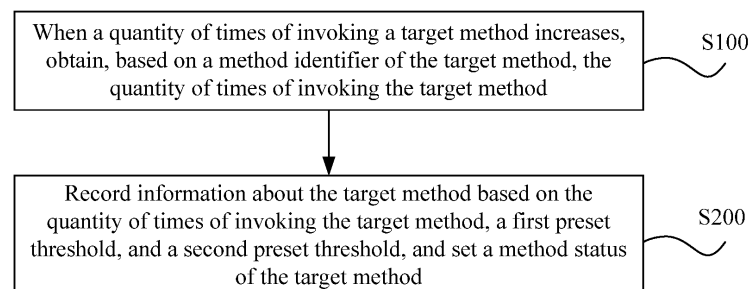 When a quantity of times of invoking a target method increases,
obtain, based on a method identifier of the target method, the
quantity of times of invoking the target method
S100
Record information about the target method based on the
quantity of times of invoking the target method, a first preset
threshold, and a second preset threshold, and set a method status
of the target method
S200